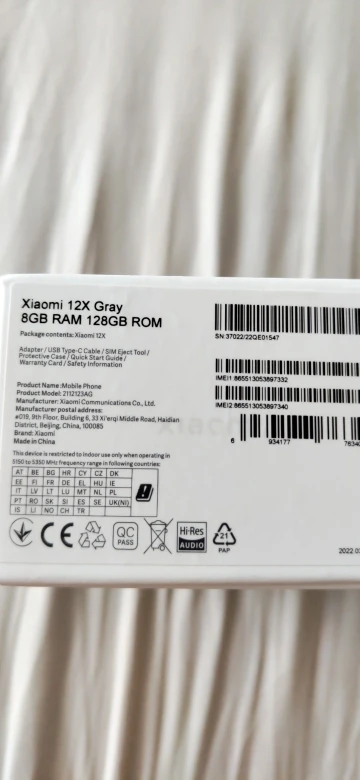 Xiaomi 12X Gray
8GB RAM 128GB ROM
Package contents: Xiaomi 12X
Adapter / USB Type-C Cable / SIM Eject Tool /
Protective Case / Quick Start Guide /
Warranty Card / Safety Information
Product Name:Mobile Phone
Product Model: 2112123AG
Manufacturer: Xiaomi Communications Co., Ltd.
Manufacturer postal address:
#019, 9th Floor, Building 6, 33 Xi'erqi Middle Road, Haidian
District, Beijing, China, 100085
Brand: Xiaomi
Made in China
This device is restricted to indoor use only when operating in
5150 to 5350 MHz frequency range in following countries:
AT BE BG HR CY CZ DK
EE FI FR DE EL HU IE
IT LV LT LU MT NL PL
PT RO SK SI ES SE UK(NI)
IS LI NO CH TR
CE
QC
PASS
Hi-Res
AUDIO
21
PAP
SN:37022/22QE01547
IMEI1 865513053897332
IMEI2 865513053897340
6 934177
2022.0